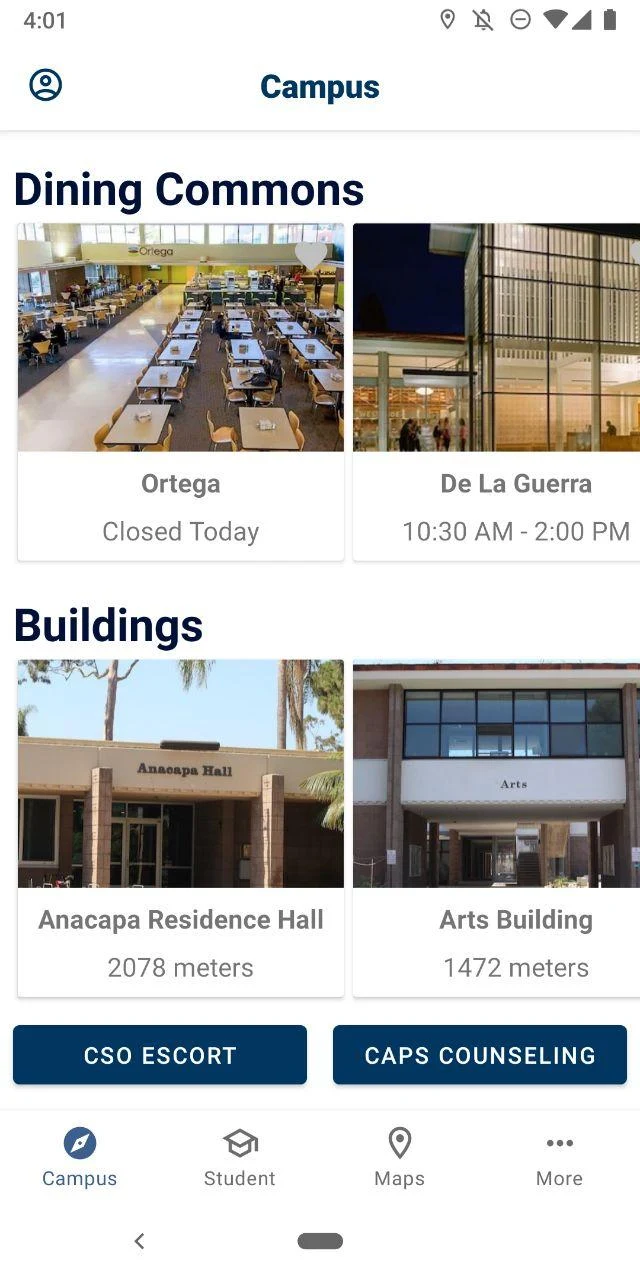 4:01
Campus
Dining Commons
Ortega
Ortega
Closed Today
De La Guerra
10:30 AM - 2:00 PM
Buildings
Anacapa Hall
Arts
Anacapa Residence Hall
2078 meters
Arts Building
1472 meters
CSO ESCORT
CAPS COUNSELING
Campus
Student
Maps
More